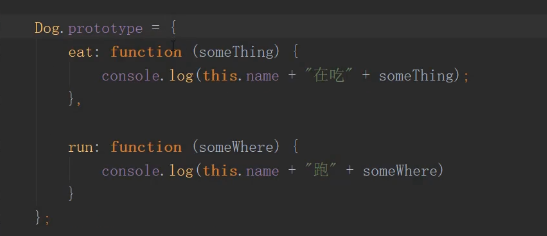 Dog.prototype = {
    eat: function (someThing) {
        console.log(this.name + "在吃" + someThing);
    },

    run: function (someWhere) {
        console.log(this.name + "跑" + someWhere)
    }
};